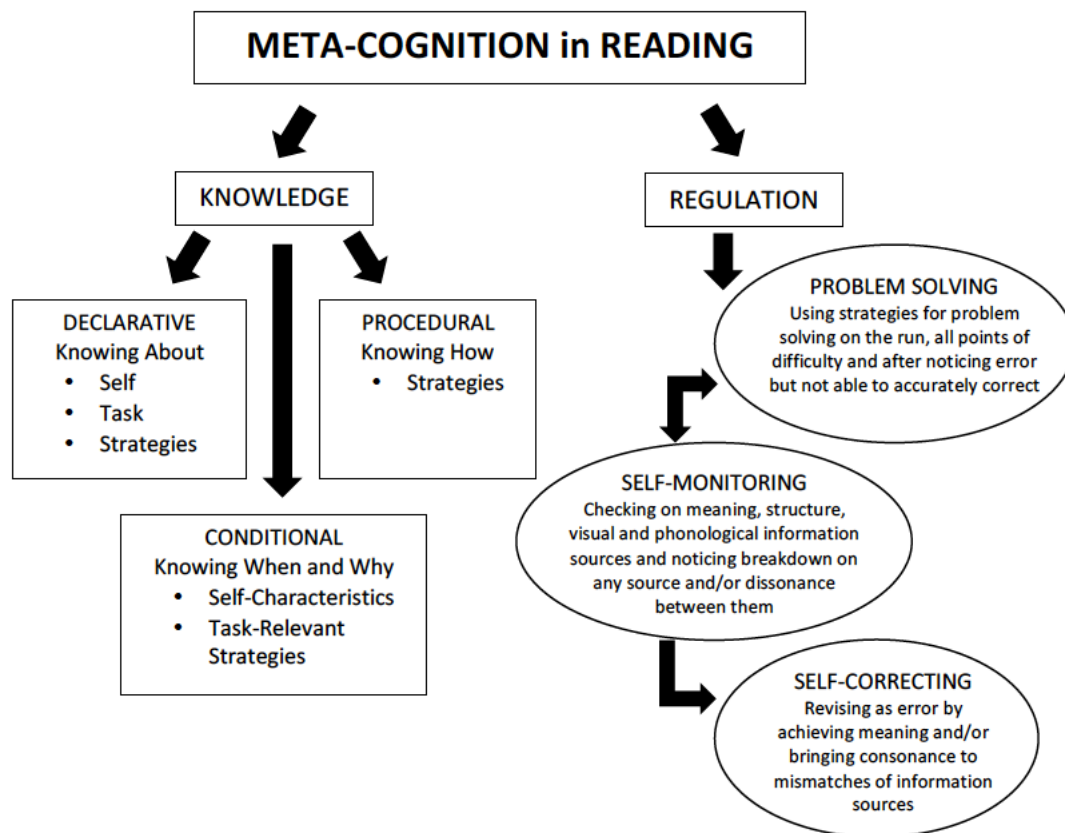 META-COGNITION in READING
KNOWLEDGE
REGULATION
DECLARATIVE
Knowing About
• Self
• Task
• Strategies
PROCEDURAL
Knowing How
• Strategies
CONDITIONAL
Knowing When and Why
• Self-Characteristics
• Task-Relevant
Strategies
PROBLEM SOLVING
Using strategies for problem
solving on the run, all points of
difficulty and after noticing error
but not able to accurately correct
SELF-MONITORING
Checking on meaning, structure,
visual and phonological information
sources and noticing breakdown on
any source and/or dissonance
between them
SELF-CORRECTING
Revising as error by
achieving meaning and/or
bringing consonance to
mismatches of information
sources